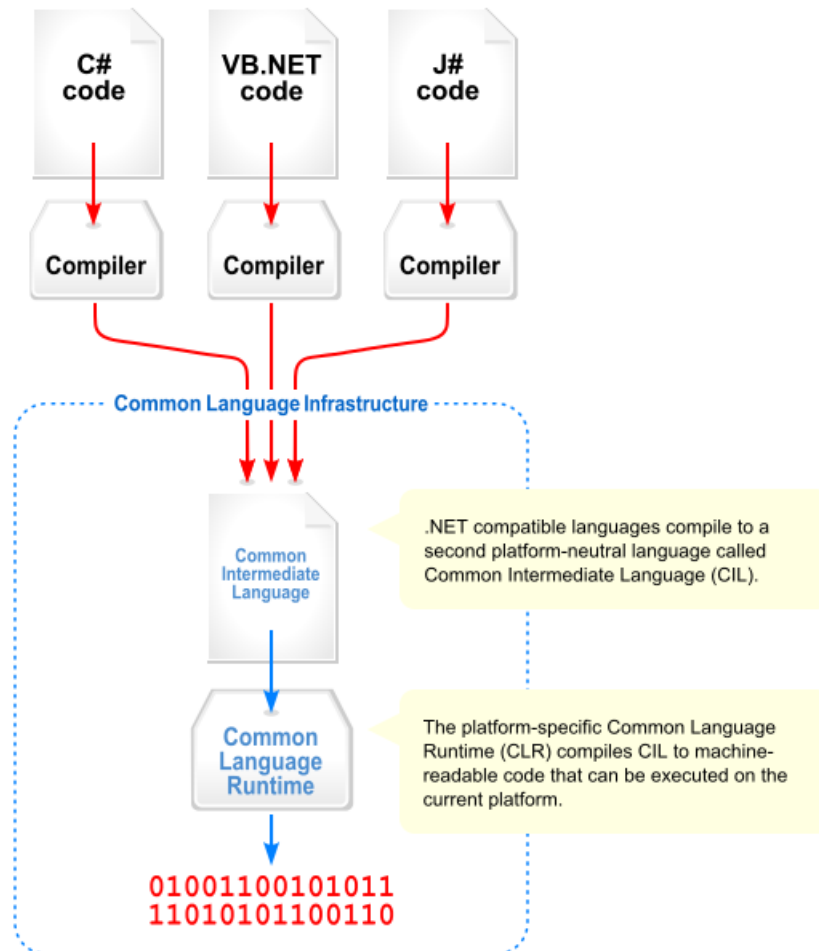 C#
code
VB.NET
code
J#
code
Compiler
Compiler
Compiler
Common Language Infrastructure
Common
Intermediate
Language
.NET compatible languages compile to a
second platform-neutral language called
Common Intermediate Language (CIL).
Common
Language
Runtime
The platform-specific Common Language
Runtime (CLR) compiles CIL to machine-
readable code that can be executed on the
current platform.
01001100101011
11010101100110